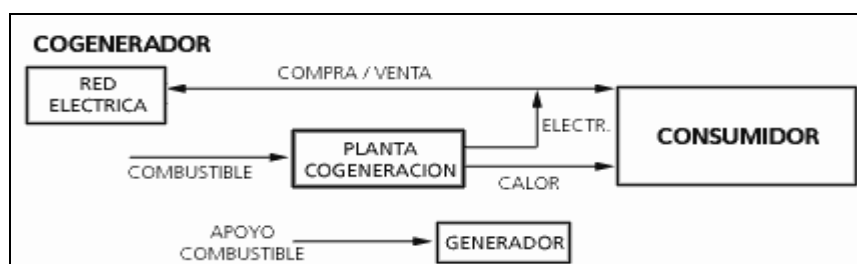 COGENERADOR
RED
ELECTRICA
COMPRA / VENTA
ELECTR.
CONSUMIDOR
COMBUSTIBLE
PLANTA
COGENERACION
CALOR
APOYO
COMBUSTIBLE
GENERADOR